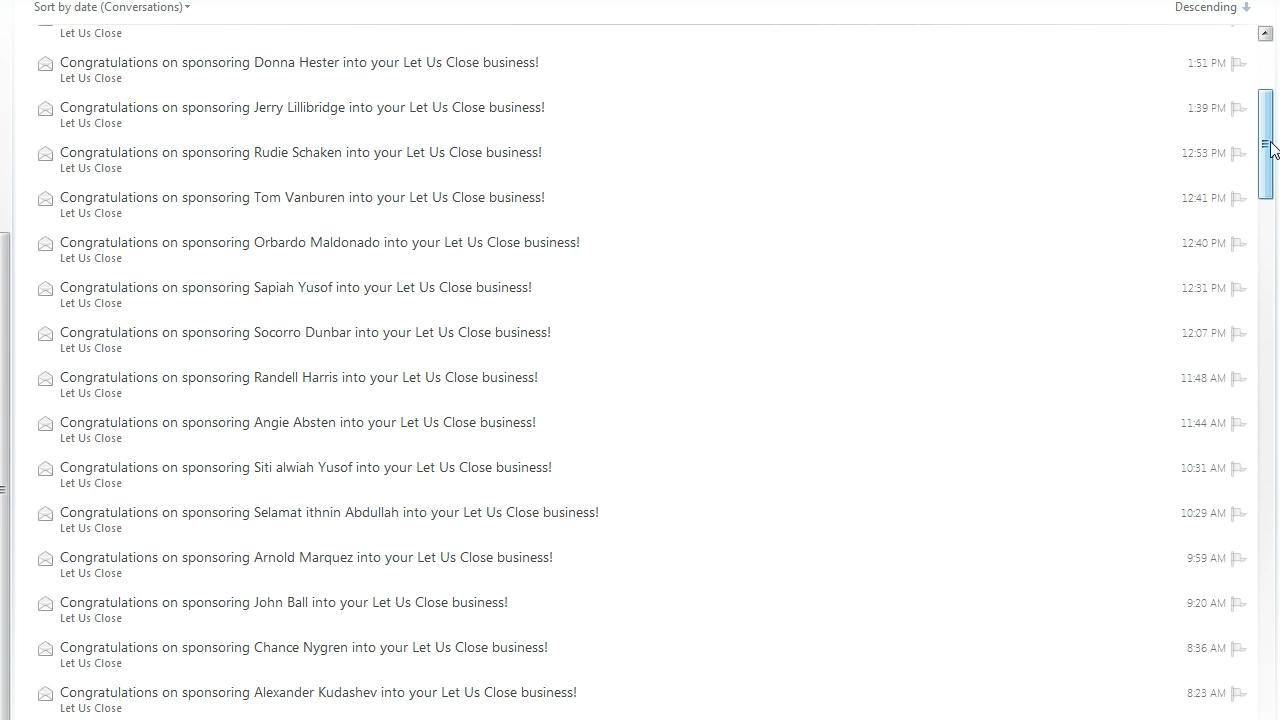 Sort by date (Conversations) Descending
Let Us Close
Congratulations on sponsoring Donna Hester into your Let Us Close business! 1:51 PM
Let Us Close
Congratulations on sponsoring Jerry Lillibridge into your Let Us Close business! 1:39 PM
Let Us Close
Congratulations on sponsoring Rudie Schaken into your Let Us Close business! 12:53 PM
Let Us Close
Congratulations on sponsoring Tom Vanburen into your Let Us Close business! 12:41 PM
Let Us Close
Congratulations on sponsoring Orbardo Maldonado into your Let Us Close business! 12:40 PM
Let Us Close
Congratulations on sponsoring Sapiah Yusof into your Let Us Close business! 12:31 PM
Let Us Close
Congratulations on sponsoring Socorro Dunbar into your Let Us Close business! 12:07 PM
Let Us Close
Congratulations on sponsoring Randell Harris into your Let Us Close business! 11:48 AM
Let Us Close
Congratulations on sponsoring Angie Absten into your Let Us Close business! 11:44 AM
Let Us Close
Congratulations on sponsoring Siti alwiah Yusof into your Let Us Close business! 10:31 AM
Let Us Close
Congratulations on sponsoring Selamat ithnin Abdullah into your Let Us Close business! 10:29 AM
Let Us Close
Congratulations on sponsoring Arnold Marquez into your Let Us Close business! 9:59 AM
Let Us Close
Congratulations on sponsoring John Ball into your Let Us Close business! 9:20 AM
Let Us Close
Congratulations on sponsoring Chance Nygren into your Let Us Close business! 8:36 AM
Let Us Close
Congratulations on sponsoring Alexander Kudashev into your Let Us Close business! 8:23 AM
Let Us Close